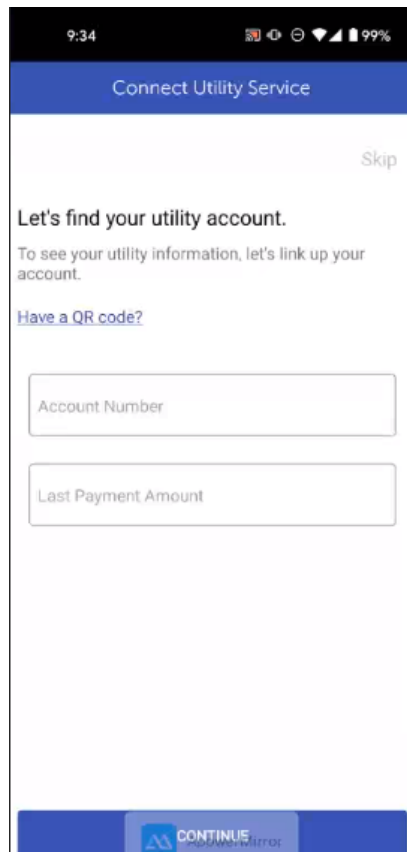 9:34
99%
Connect Utility Service
Skip
Let's find your utility account.
To see your utility information, let's link up your
account.
Have a QR code?
Account Number
Last Payment Amount
CONTINUE
ApowerMirror